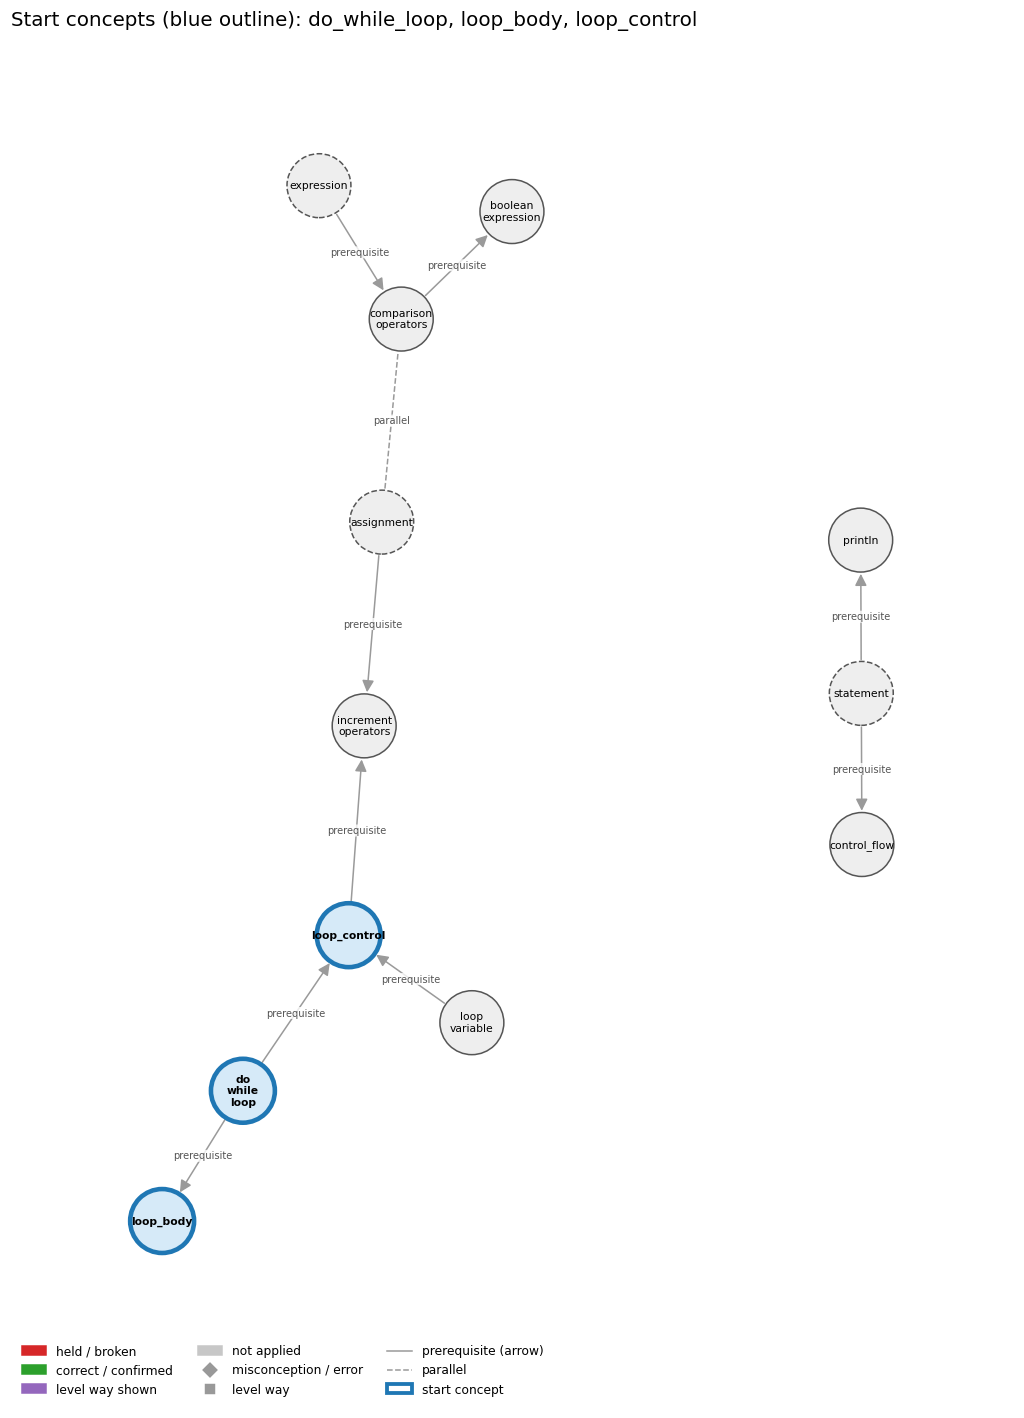 Start concepts (blue outline): do_while_loop, loop_body, loop_control
expression
boolean
expression
prerequisite
prerequisite
comparison
operators
parallel
assignment
println
prerequisite
prerequisite
statement
increment
operators
prerequisite
prerequisite
control_flow
loop_control
prerequisite
prerequisite
loop
variable
do
while
loop
prerequisite
loop_body
held / broken
correct / confirmed
level way shown
not applied
misconception / error
level way
prerequisite (arrow)
parallel
start concept